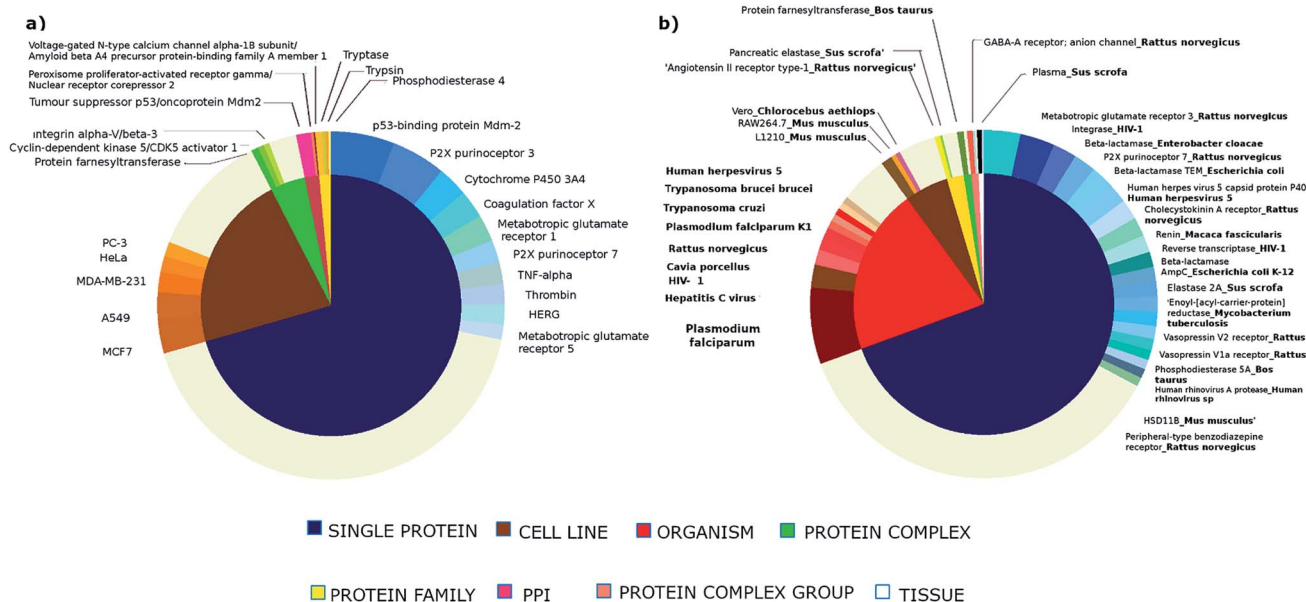 a)
Voltage-gated N-type calcium channel alpha-1B subunit/
Amyloid beta A4 precursor protein-binding family A member 1
Peroxisome proliferator-activated receptor gamma/
Nuclear receptor corepressor 2
Tumour suppressor p53/oncoprotein Mdm2
integrin alpha-V/beta-3
Cyclin-dependent kinase 5/CDK5 activator 1
Protein farnesyltransferase
Tryptase
Trypsin
Phosphodiesterase 4
p53-binding protein Mdm-2
P2X purinoceptor 3
Cytochrome P450 3A4
Coagulation factor X
Metabotropic glutamate
receptor 1
P2X purinoceptor 7
TNF-alpha
Thrombin
HERG
Metabotropic glutamate
receptor 5
PC-3
HeLa
MDA-MB-231
A549
MCF7
b)
Protein farnesyltransferase_Bos taurus
Pancreatic elastase_Sus scrofa'
'Angiotensin II receptor type-1_Rattus norvegicus'
Vero_Chlorocebus aethlops
RAW264.7_Mus musculus
L1210_Mus musculus
GABA-A receptor; anion channel_Rattus norvegicus
Plasma_Sus scrofa
Human herpesvirus 5
Trypanosoma brucei brucei
Trypanosoma cruzi
Plasmodlum falciparum K1
Rattus norvegicus
Cavia porcellus
HIV- 1
Hepatitis C virus
Plasmodium
falciparum
Metabotropic glutamate receptor 3_Rattus norvegicus
Integrase_HIV-1
Beta-lactamase_Enterobacter cloacae
P2X purinoceptor 7_Rattus norvegicus
Beta-lactamase TEM_Escherichia coli
Human herpes virus 5 capsid protein P40
Human herpesvirus 5
Cholecystokinin A receptor_Rattus
norvegicus
Renin_Macaca fascicularis
Reverse transcriptase_HIV-1
Beta-lactamase
AmpC_Escherichia coli K-12
Elastase 2A_Sus scrofa
'Enoyl-[acyl-carrier-protein]
reductase_Mycobacterium
tuberculosis
Vasopressin V2 receptor_Rattus
Vasopressin V1a receptor_Rattus
Phosphodiesterase 5A_Bos
taurus
Human rhinovirus A protease_Human
rhinovirus sp
HSD11B_Mus musculus'
Peripheral-type benzodiazepine
receptor_Rattus norvegicus
SINGLE PROTEIN
CELL LINE
ORGANISM
PROTEIN COMPLEX
PROTEIN FAMILY
PPI
PROTEIN COMPLEX GROUP
TISSUE